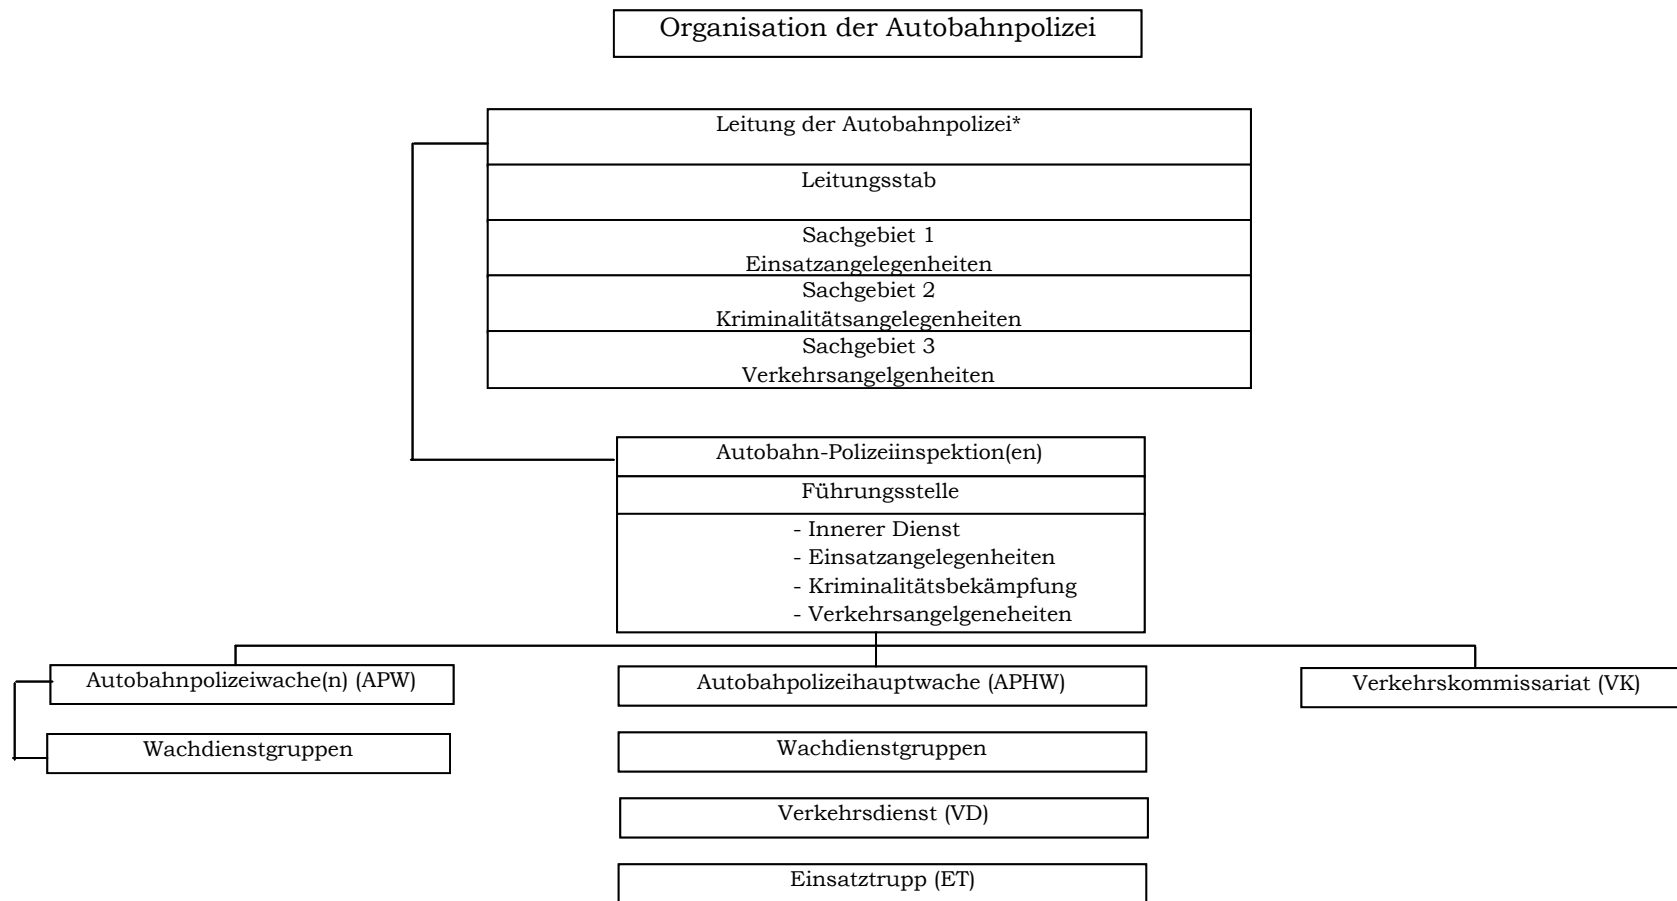 Organisation der Autobahnpolizei
Leitung der Autobahnpolizei*
Leitungsstab
Sachgebiet 1
Einsatzangelegenheiten
Sachgebiet 2
Kriminalitätsangelegenheiten
Sachgebiet 3
Verkehrsangelgenheiten
Autobahn-Polizeiinspektion(en)
Führungsstelle
- Innerer Dienst
- Einsatzangelegenheiten
- Kriminalitätsbekämpfung
- Verkehrsangelgeneheiten
Autobahnpolizeiwache(n) (APW)
Autobahpolizeihauptwache (APHW)
Verkehrskommissariat (VK)
Wachdienstgruppen
Wachdienstgruppen
Verkehrsdienst (VD)
Einsatztrupp (ET)